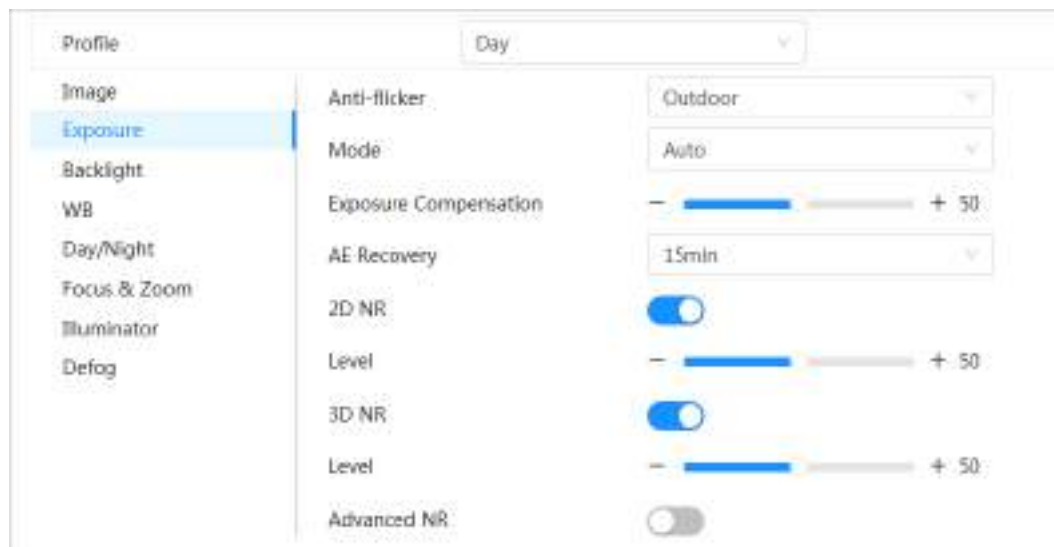 Profile Day
Image
Exposure
Backlight
WB
Day/Night
Focus & Zoom
Illuminator
Defog
Anti-flicker Outdoor
Mode Auto
Exposure Compensation − + 50
AE Recovery 15min
2D NR
Level − + 50
3D NR
Level − + 50
Advanced NR